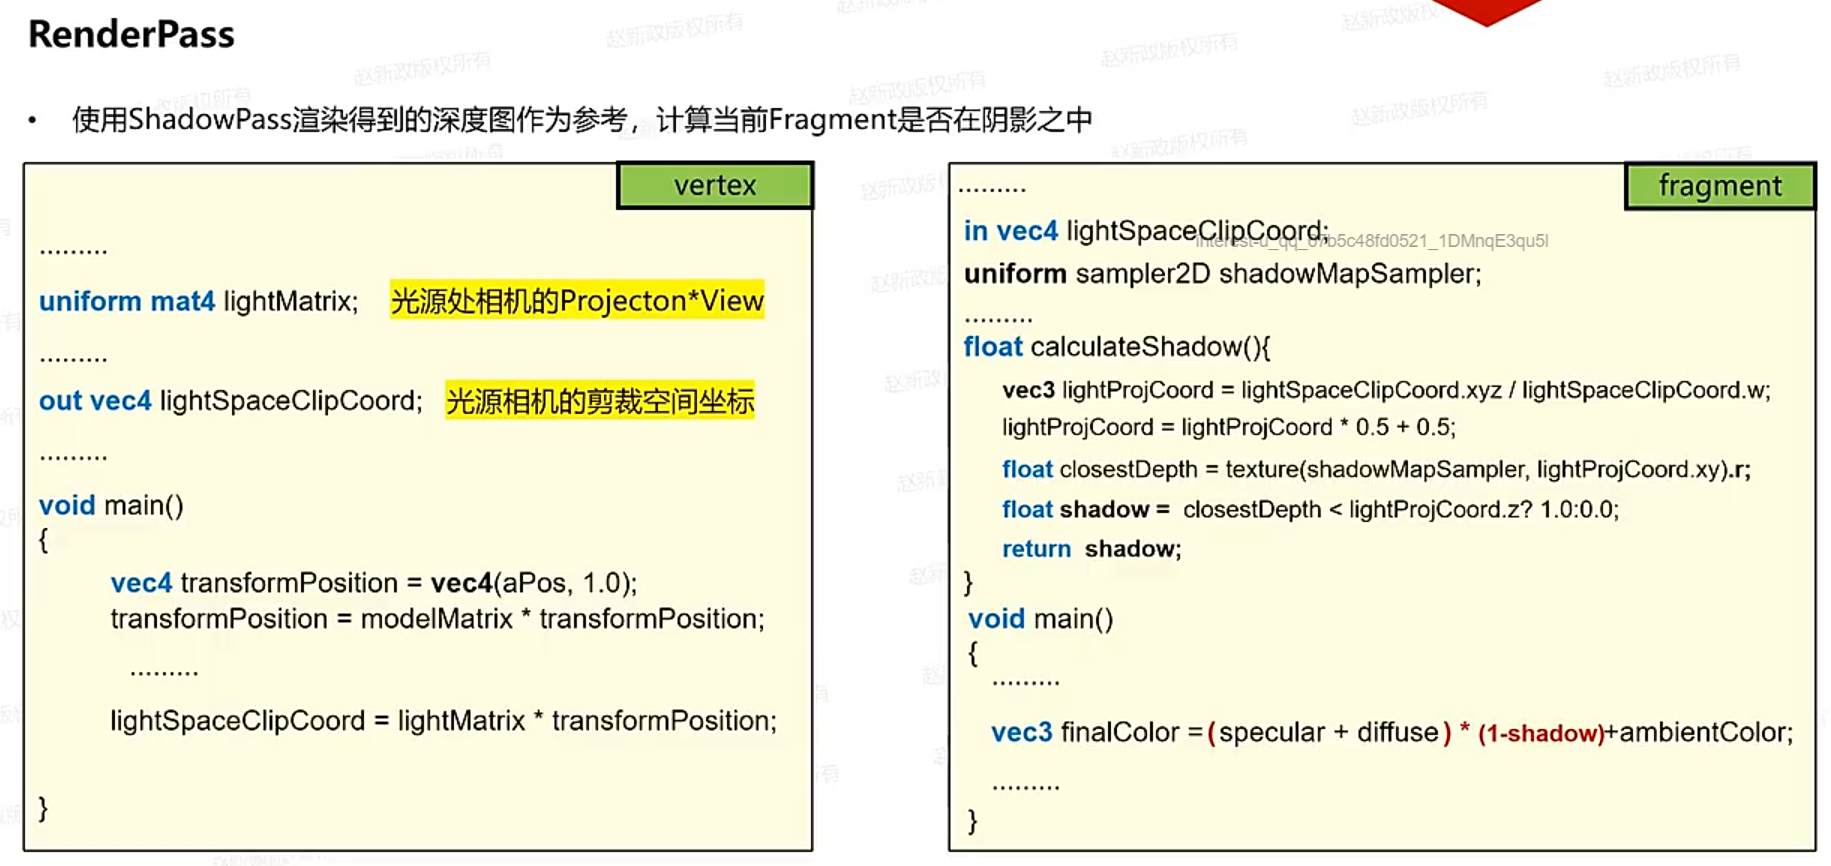 RenderPass
• 使用ShadowPass渲染得到的深度图作为参考，计算当前Fragment是否在阴影之中
vertex
.........
uniform mat4 lightMatrix; 光源处相机的Projecton*View
.........
out vec4 lightSpaceClipCoord; 光源相机的剪裁空间坐标
.........
void main()
{
vec4 transformPosition = vec4(aPos, 1.0);
transformPosition = modelMatrix * transformPosition;
.........
lightSpaceClipCoord = lightMatrix * transformPosition;
}
fragment
.........
in vec4 lightSpaceClipCoord;
uniform sampler2D shadowMapSampler;
.........
float calculateShadow(){
vec3 lightProjCoord = lightSpaceClipCoord.xyz / lightSpaceClipCoord.w;
lightProjCoord = lightProjCoord * 0.5 + 0.5;
float closestDepth = texture(shadowMapSampler, lightProjCoord.xy).r;
float shadow = closestDepth < lightProjCoord.z? 1.0:0.0;
return shadow;
}
void main()
{
.........
vec3 finalColor =(specular + diffuse) * (1-shadow)+ambientColor;
.........
}
赵新政版权所有